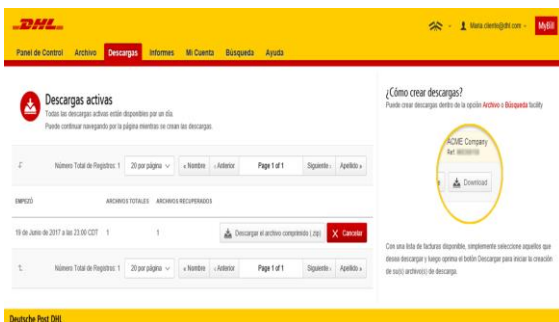 DHL
Maria.cliente@dhl.com
MyBill
Panel de Control Archivo Descargas Informes Mi Cuenta Búsqueda Ayuda
Descargas activas
Todas las descargas activas están disponibles por un día.
Puede continuar navegando por la página mientras se crean las descargas.
Número Total de Registros: 1 20 por página « Nombre ‹ Anterior Page 1 of 1 Siguiente › Apellido »
EMPEZÓ ARCHIVOS TOTALES ARCHIVOS RECUPERADOS
19 de Junio de 2017 a las 23.00 CDT 1 1 Descargar el archivo comprimido (.zip) X Cancelar
Número Total de Registros: 1 20 por página « Nombre ‹ Anterior Page 1 of 1 Siguiente › Apellido »
¿Cómo crear descargas?
Puede crear descargas dentro de la opción Archivo o Búsqueda facility
ACME Company
Ref:
Download
Con una lista de facturas disponible, simplemente seleccione aquellos que
desea descargar y luego oprima el botón Descargar para iniciar la creación
de su(s) archivo(s) de descarga.
Deutsche Post DHL